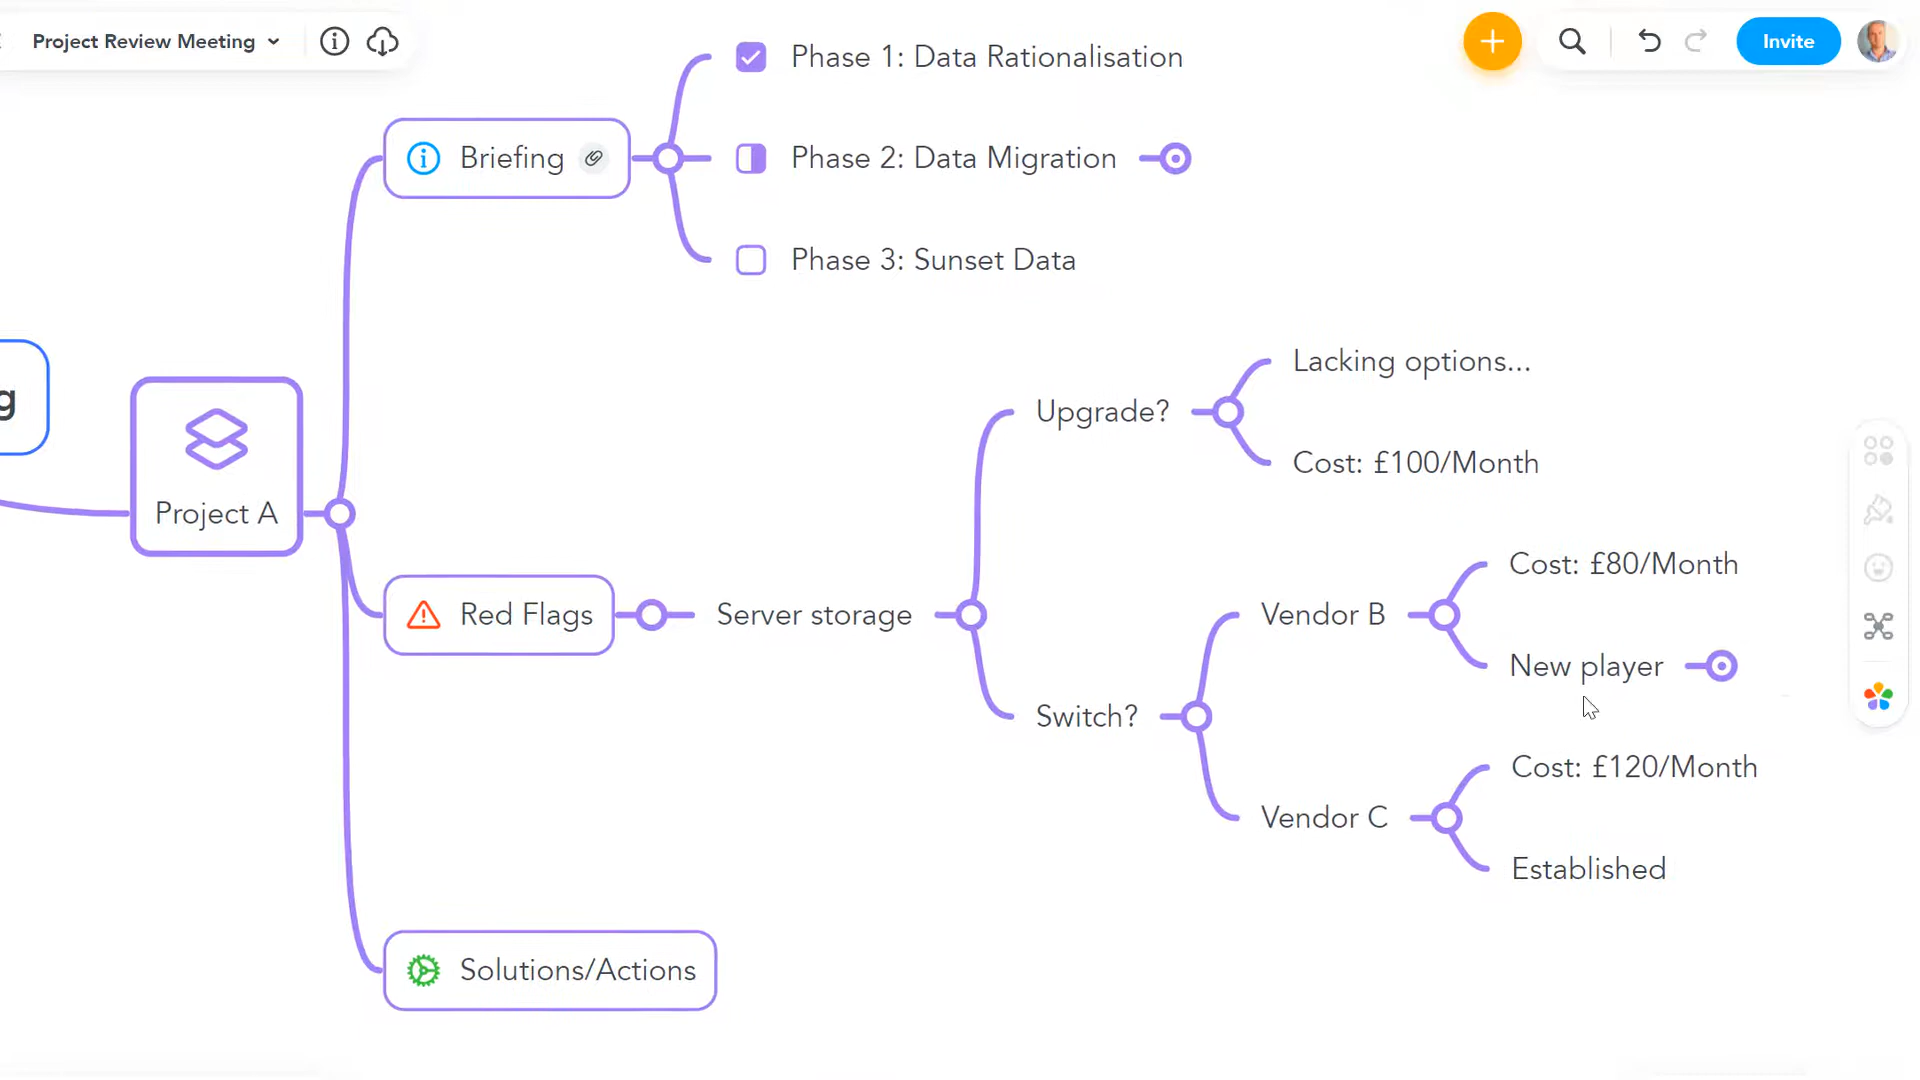 Project Review Meeting
Invite
Phase 1: Data Rationalisation
Briefing
Phase 2: Data Migration
Phase 3: Sunset Data
g
Project A
Lacking options...
Upgrade?
Cost: £100/Month
Red Flags
Server storage
Cost: £80/Month
Vendor B
New player
Switch?
Cost: £120/Month
Vendor C
Established
Solutions/Actions